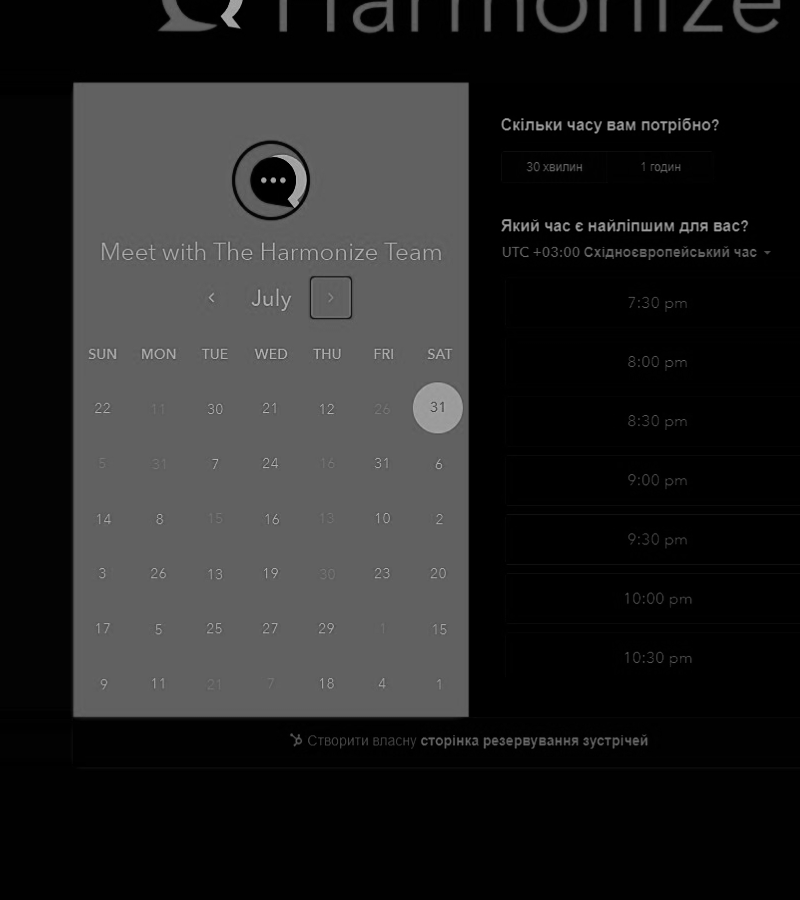 Harmonize
Meet with The Harmonize Team
July
SUN MON TUE WED THU FRI SAT
22 11 30 21 12 26 31
5 31 7 24 16 31 6
14 8 15 16 13 10 2
3 26 13 19 30 23 20
17 5 25 27 29 1 15
9 11 21 7 18 4 1
Скільки часу вам потрібно?
30 хвилин 1 годин
Який час є найліпшим для вас?
UTC +03:00 Східноєвропейський час
7:30 pm
8:00 pm
8:30 pm
9:00 pm
9:30 pm
10:00 pm
10:30 pm
Створити власну сторінка резервування зустрічей